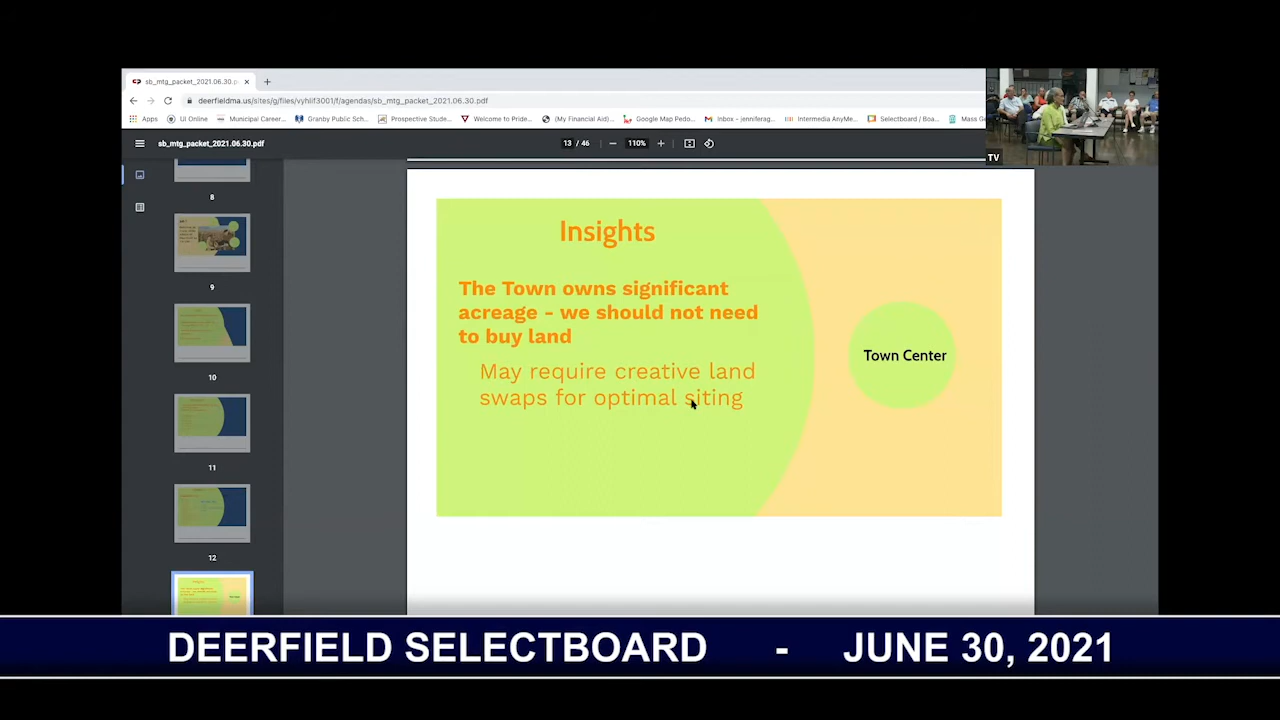 sb_mtg_packet_2021.06.30.p
deerfieldma.us/sites/g/files/vyhlif3001/f/agendas/sb_mtg_packet_2021.06.30.pdf
Apps UI Online Municipal Career... Granby Public Sch... Prospective Stude... Welcome to Pride... (My Financial Aid)... Google Map Pedo... Inbox - jenniferag... Intermedia AnyMe... Selectboard / Boa... Mass G
sb_mtg_packet_2021.06.30.pdf 13 / 46 110%
TV
8
9
10
11
12
Insights
The Town owns significant
acreage - we should not need
to buy land
May require creative land
swaps for optimal siting
Town Center
DEERFIELD SELECTBOARD - JUNE 30, 2021